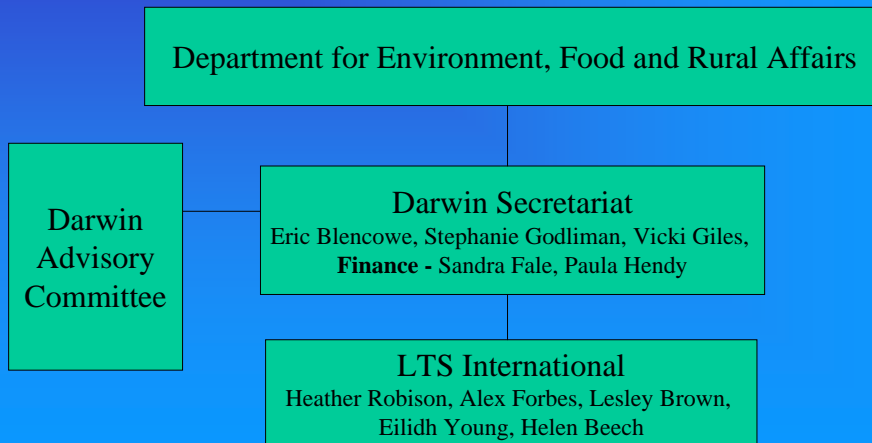 Department for Environment, Food and Rural Affairs
Darwin
Advisory
Committee
Darwin Secretariat
Eric Blencowe, Stephanie Godliman, Vicki Giles,
Finance - Sandra Fale, Paula Hendy
LTS International
Heather Robison, Alex Forbes, Lesley Brown,
Eilidh Young, Helen Beech